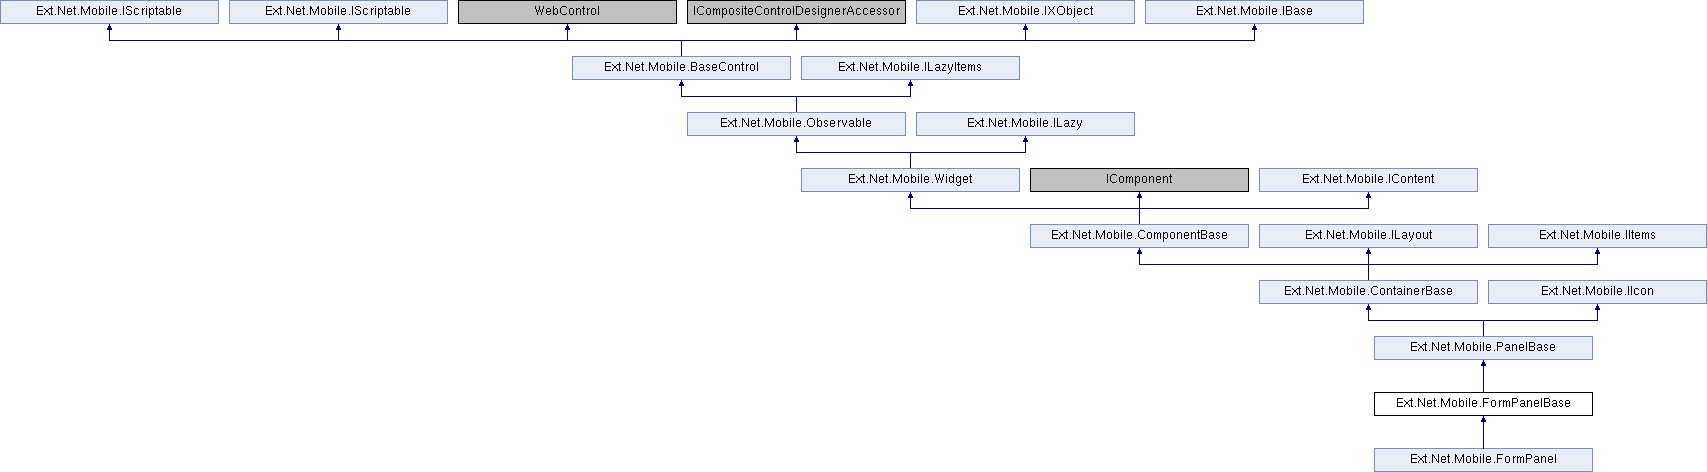 Ext.Net.Mobile.IScriptable
Ext.Net.Mobile.IScriptable
WebControl
ICompositeControlDesignerAccessor
Ext.Net.Mobile.IXObject
Ext.Net.Mobile.IBase
Ext.Net.Mobile.BaseControl
Ext.Net.Mobile.ILazyItems
Ext.Net.Mobile.Observable
Ext.Net.Mobile.ILazy
Ext.Net.Mobile.Widget
IComponent
Ext.Net.Mobile.IContent
Ext.Net.Mobile.ComponentBase
Ext.Net.Mobile.ILayout
Ext.Net.Mobile.IItems
Ext.Net.Mobile.ContainerBase
Ext.Net.Mobile.IIcon
Ext.Net.Mobile.PanelBase
Ext.Net.Mobile.FormPanelBase
Ext.Net.Mobile.FormPanel